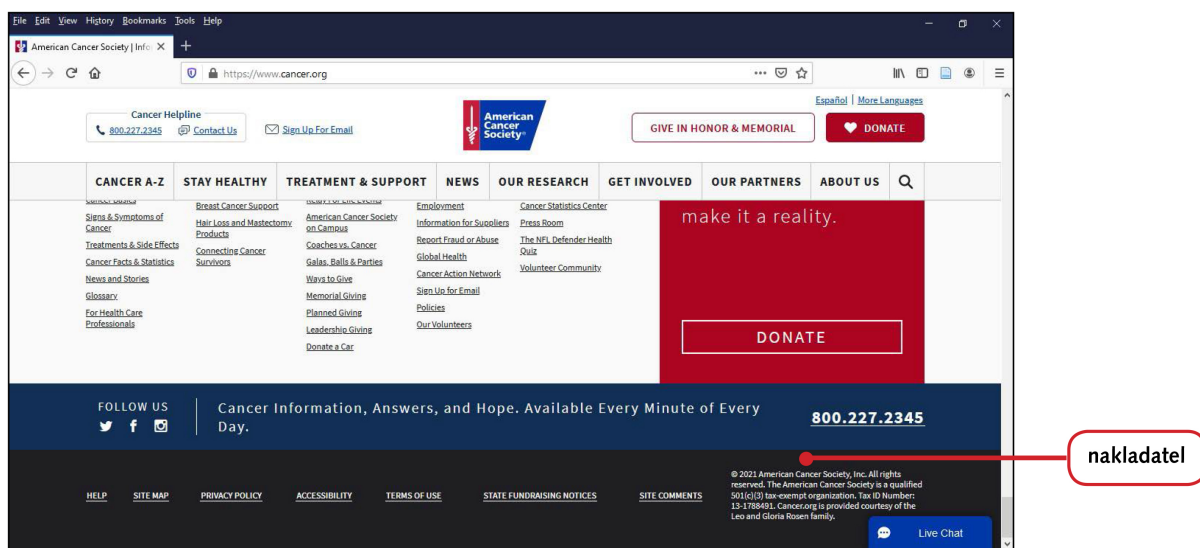 File Edit View History Bookmarks Tools Help
American Cancer Society | Info
https://www.cancer.org
Español | More Languages
Cancer Helpline
800.227.2345 Contact Us Sign Up For Email
American
Cancer
Society®
GIVE IN HONOR & MEMORIAL
DONATE
CANCER A-Z STAY HEALTHY TREATMENT & SUPPORT NEWS OUR RESEARCH GET INVOLVED OUR PARTNERS ABOUT US
Cancer Basics
Signs & Symptoms of
Cancer
Treatments & Side Effects
Cancer Facts & Statistics
News and Stories
Glossary
For Health Care
Professionals
Breast Cancer Support
Hair Loss and Mastectomy
Products
Connecting Cancer
Survivors
Relay For Life Events
American Cancer Society
on Campus
Coaches vs. Cancer
Galas, Balls & Parties
Ways to Give
Memorial Giving
Planned Giving
Leadership Giving
Donate a Car
Employment
Information for Suppliers
Report Fraud or Abuse
Global Health
Cancer Action Network
Sign Up for Email
Policies
Our Volunteers
Cancer Statistics Center
Press Room
The NFL Defender Health
Quiz
Volunteer Community
make it a reality.
DONATE
FOLLOW US
Cancer Information, Answers, and Hope. Available Every Minute of Every
Day.
800.227.2345
nakladatel
HELP SITE MAP PRIVACY POLICY ACCESSIBILITY TERMS OF USE STATE FUNDRAISING NOTICES SITE COMMENTS
© 2021 American Cancer Society, Inc. All rights
reserved. The American Cancer Society is a qualified
501(c)(3) tax-exempt organization. Tax ID Number:
13-1788491. Cancer.org is provided courtesy of the
Leo and Gloria Rosen family.
Live Chat